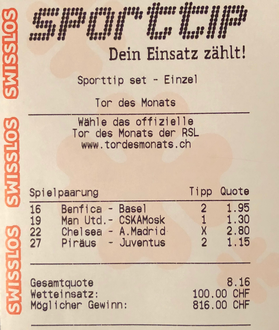 SPORTTIP
Dein Einsatz zählt!
Sporttip set - Einzel
Tor des Monats
Wähle das offizielle
Tor des Monats der RSL
www.tordesmonats.ch
Spielpaarung Tipp Quote
16 Benfica - Basel 2 1.95
19 Man Utd.- CSKAMosk 1 1.30
22 Chelsea - A.Madrid X 2.80
27 Piräus - Juventus 2 1.15
Gesamtquote 8.16
Wetteinsatz: 100.00 CHF
Möglicher Gewinn: 816.00 CHF
SWISSLOS
SWISSLOS
SWISSLOS